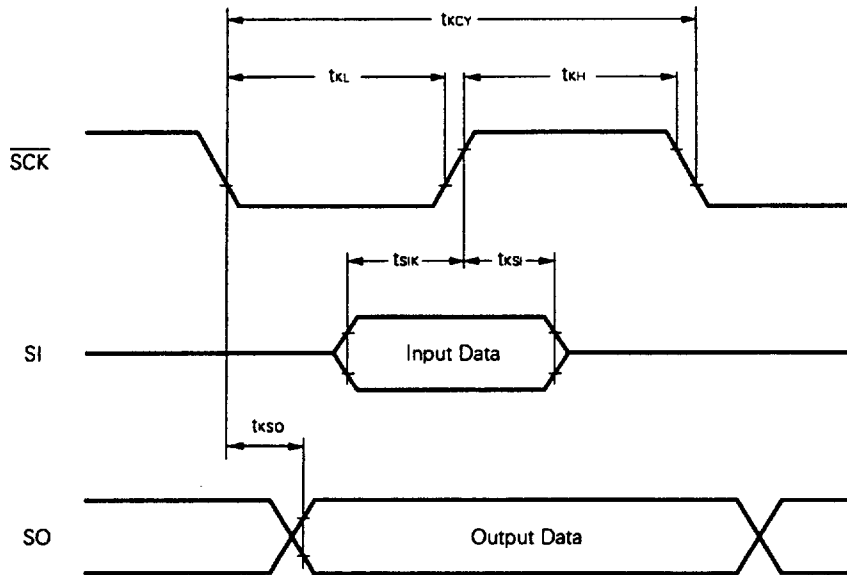 tKCY
tKL
tKH
SCK
tSIK
tKSI
SI
Input Data
tKSO
SO
Output Data